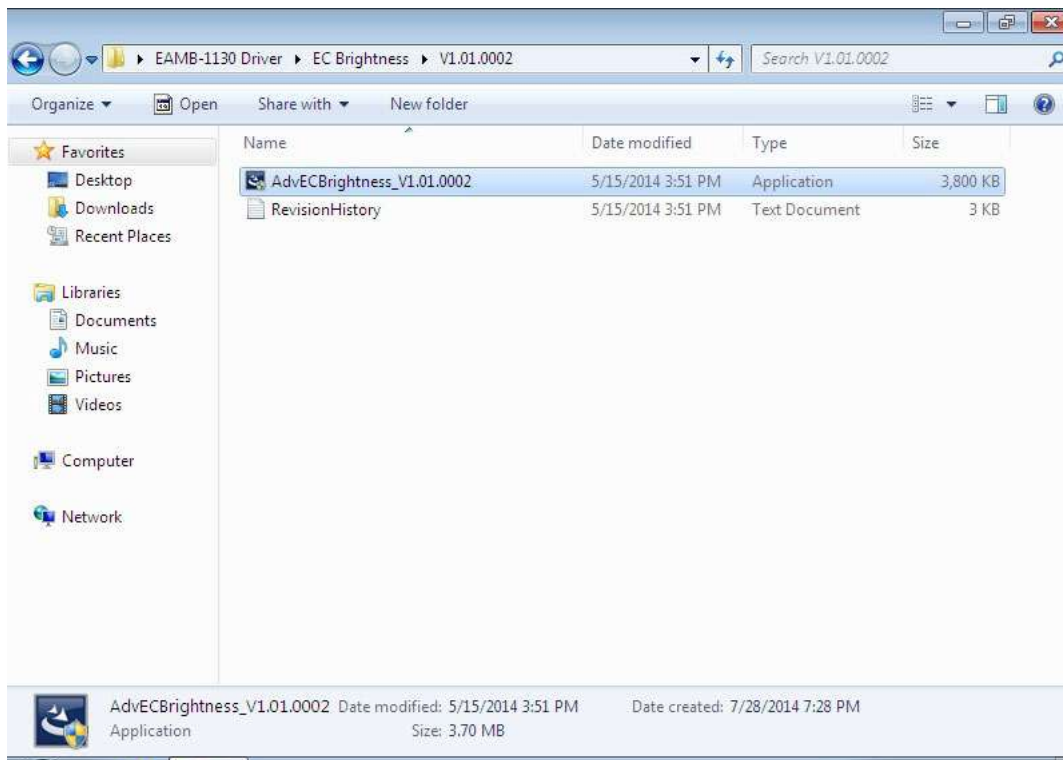 EAMB-1130 Driver EC Brightness V1.01.0002 Search V1.01.0002
Organize Open Share with New folder
Name Date modified Type Size
Favorites
Desktop
Downloads
Recent Places
Libraries
Documents
Music
Pictures
Videos
Computer
Network
AdvECBrightness_V1.01.0002 5/15/2014 3:51 PM Application 3,800 KB
RevisionHistory 5/15/2014 3:51 PM Text Document 3 KB
AdvECBrightness_V1.01.0002 Date modified: 5/15/2014 3:51 PM Date created: 7/28/2014 7:28 PM
Application Size: 3.70 MB